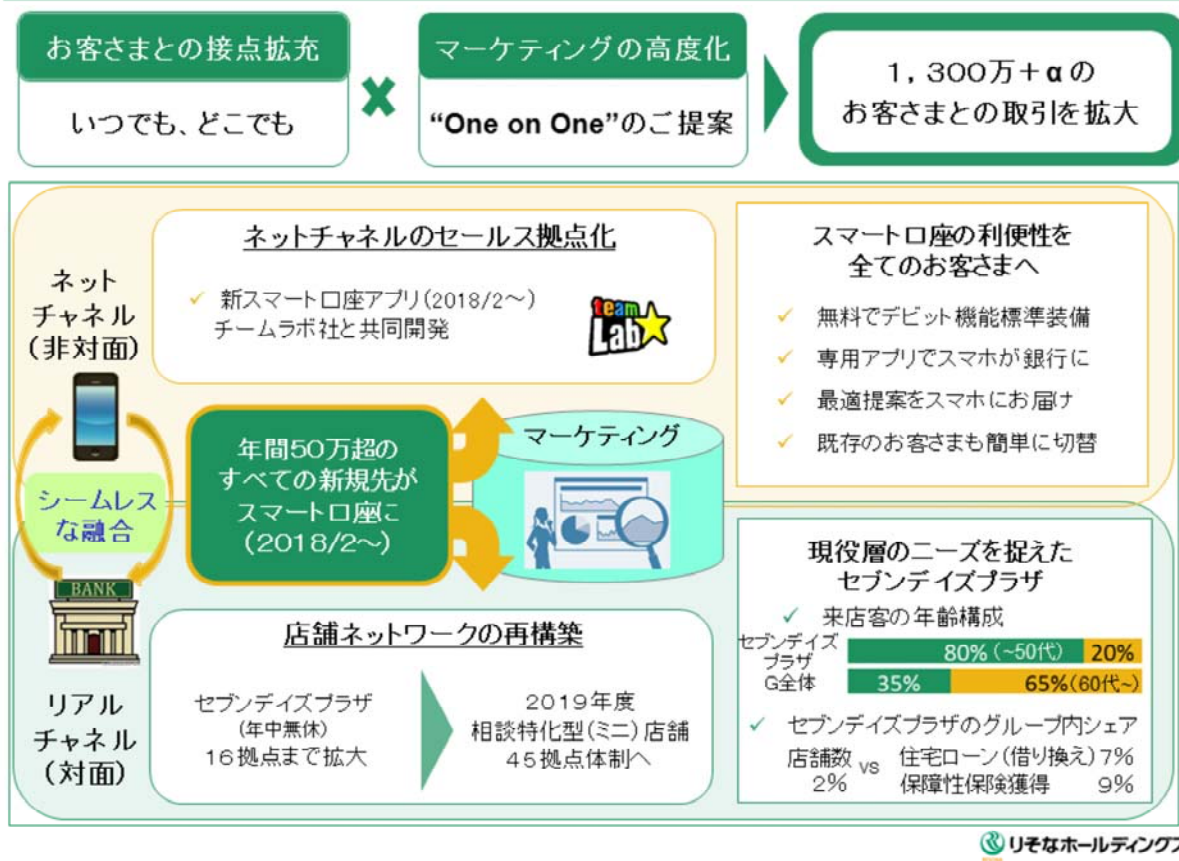 お客さまとの接点拡充
いつでも、どこでも
×
マーケティングの高度化
“One on One”のご提案
1,300万+αの
お客さまとの取引を拡大
ネット
チャネル
(非対面)
ネットチャネルのセールス拠点化
✓ 新スマート口座アプリ(2018/2~)
チームラボ社と共同開発
team
Lab
スマート口座の利便性を
全てのお客さまへ
✓ 無料でデビット機能標準装備
✓ 専用アプリでスマホが銀行に
✓ 最適提案をスマホにお届け
✓ 既存のお客さまも簡単に切替
シームレス
な融合
年間50万超の
すべての新規先が
スマート口座に
(2018/2~)
マーケティング
BANK
リアル
チャネル
(対面)
店舗ネットワークの再構築
セブンデイズプラザ
(年中無休)
16拠点まで拡大
2019年度
相談特化型(ミニ)店舗
45拠点体制へ
現役層のニーズを捉えた
セブンデイズプラザ
✓ 来店客の年齢構成
セブンデイズ
プラザ
80%(~50代) 20%
G全体
35% 65%(60代~)
✓ セブンデイズプラザのグループ内シェア
店舗数 vs 住宅ローン(借り換え)7%
2% 保障性保険獲得 9%
りそなホールディングス